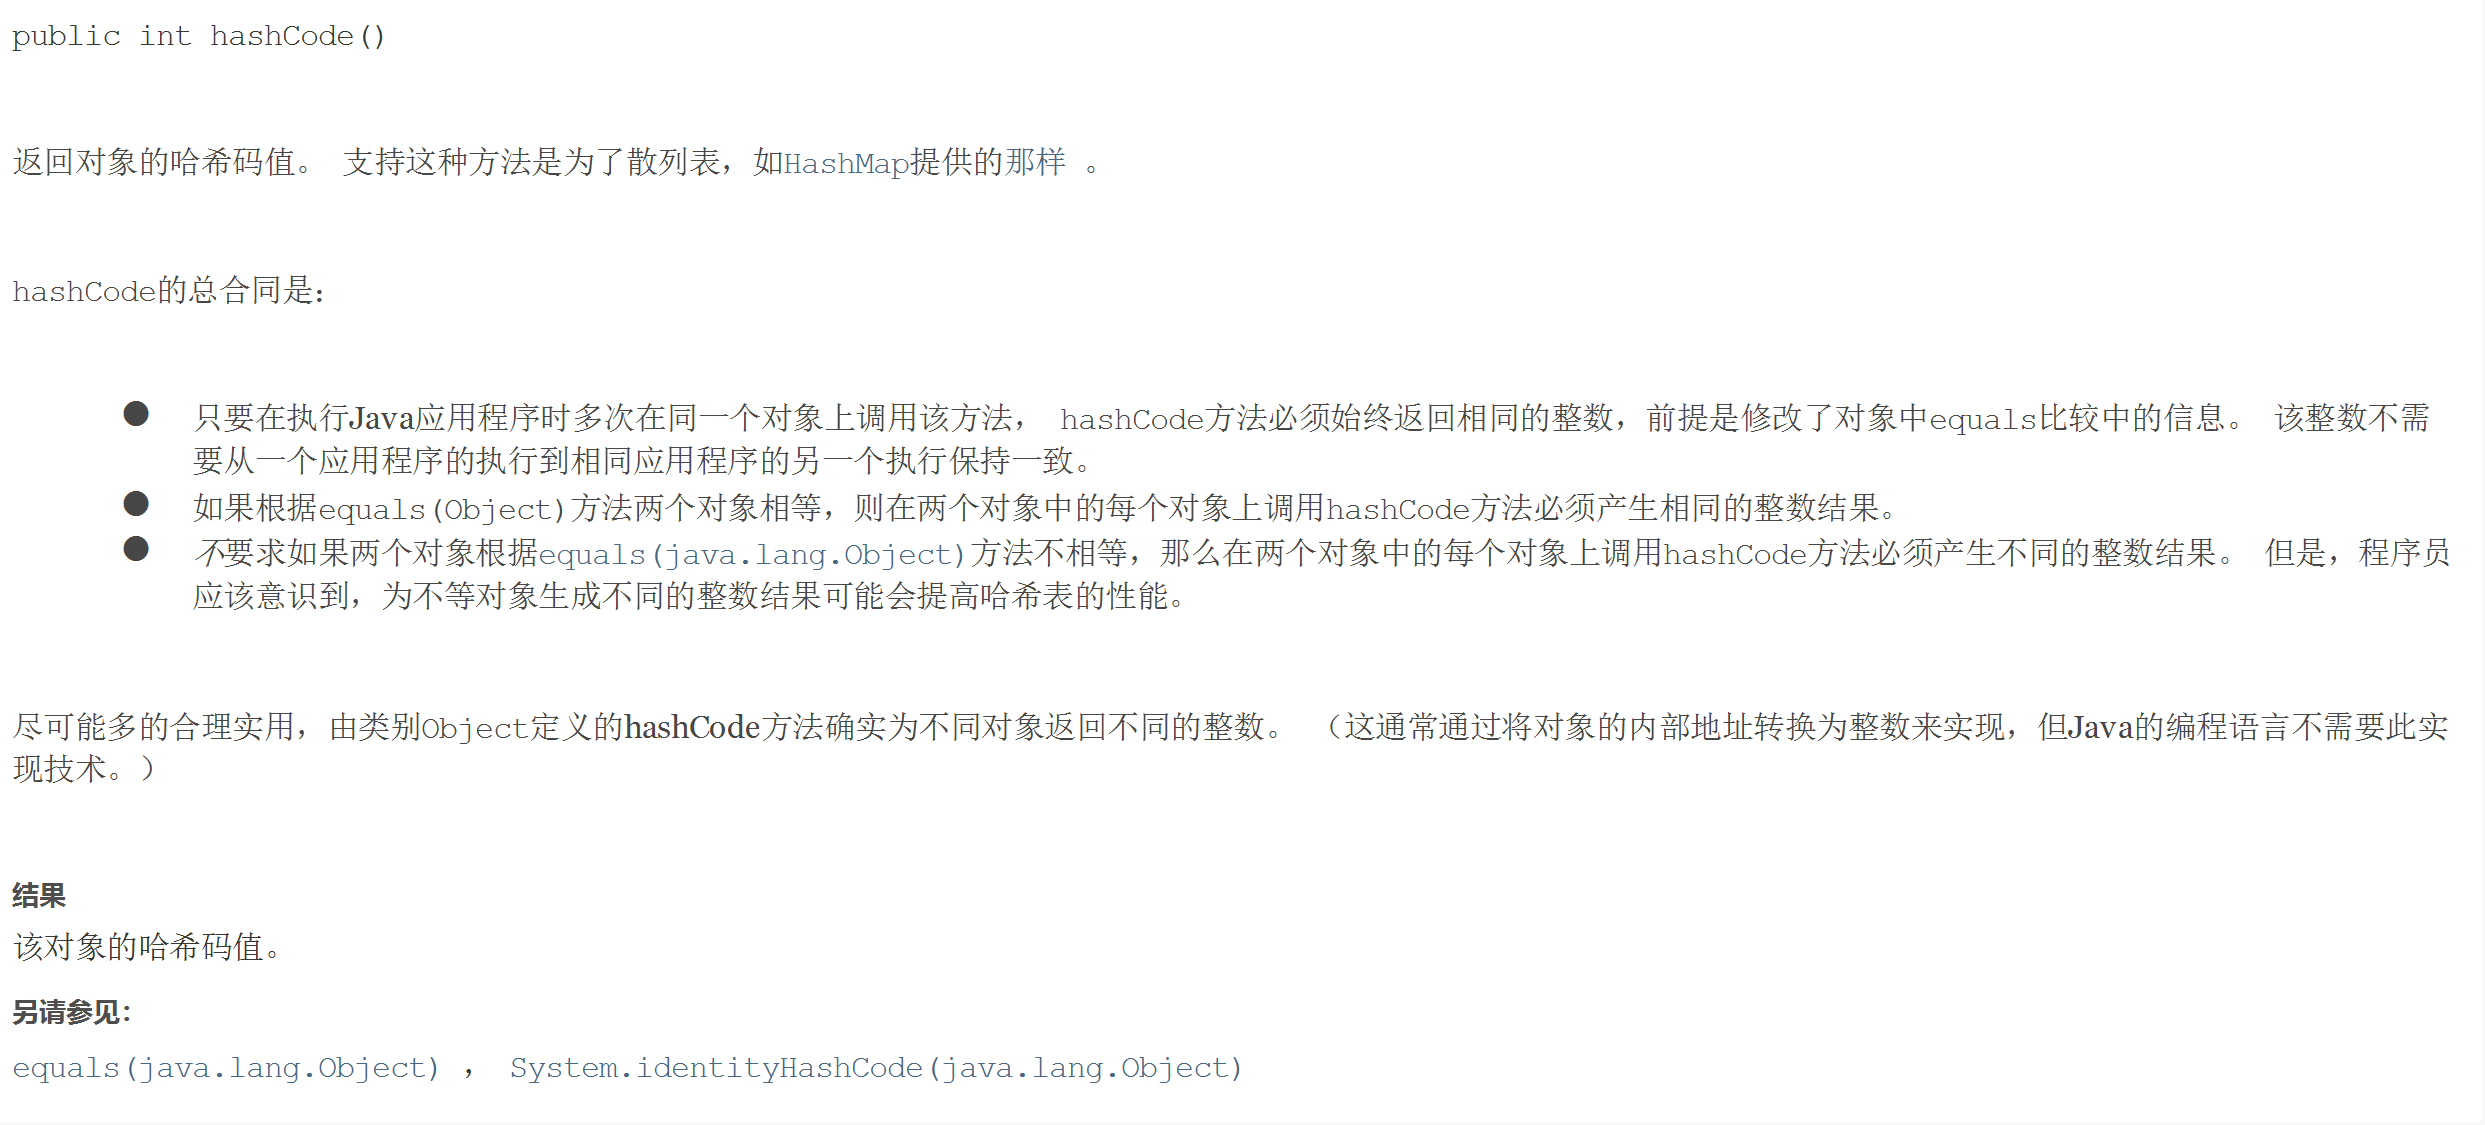 public int hashCode()
返回对象的哈希码值。 支持这种方法是为了散列表，如HashMap提供的那样 。
hashCode的总合同是：
● 只要在执行Java应用程序时多次在同一个对象上调用该方法， hashCode方法必须始终返回相同的整数，前提是修改了对象中equals比较中的信息。 该整数不需
要从一个应用程序的执行到相同应用程序的另一个执行保持一致。
● 如果根据equals(Object)方法两个对象相等，则在两个对象中的每个对象上调用hashCode方法必须产生相同的整数结果。
● 不要求如果两个对象根据equals(java.lang.Object)方法不相等，那么在两个对象中的每个对象上调用hashCode方法必须产生不同的整数结果。 但是，程序员
应该意识到，为不等对象生成不同的整数结果可能会提高哈希表的性能。
尽可能多的合理实用，由类别Object定义的hashCode方法确实为不同对象返回不同的整数。 （这通常通过将对象的内部地址转换为整数来实现，但Java的编程语言不需要此实
现技术。）
结果
该对象的哈希码值。
另请参见：
equals(java.lang.Object) ， System.identityHashCode(java.lang.Object)